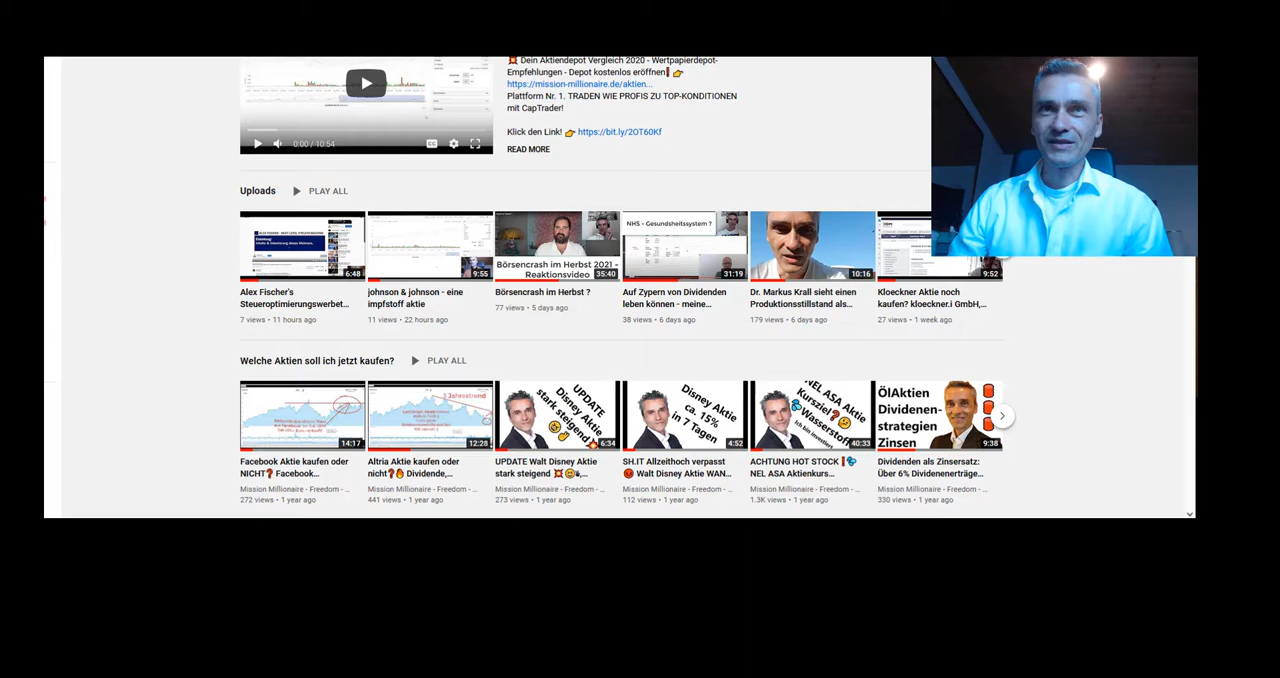 💥 Dein Aktiendepot Vergleich 2020 - Wertpapierdepot-
Empfehlungen - Depot kostenlos eröffnen❗ 👉
https://mission-millionaire.de/aktien...
Plattform Nr. 1. TRADEN WIE PROFIS ZU TOP-KONDITIONEN
mit CapTrader!
Klick den Link! 👉 https://bit.ly/2OT60Kf
READ MORE
0:00 / 10:54
Uploads PLAY ALL
6:48
9:55
Börsencrash im Herbst 2021 -
Reaktionsvideo
35:40
NHS - Gesundheitssystem ?
31:19
10:16
9:52
Alex Fischer's
Steueroptimierungswerbet...
7 views • 11 hours ago
johnson & johnson - eine
impfstoff aktie
11 views • 22 hours ago
Börsencrash im Herbst ?
77 views • 5 days ago
Auf Zypern von Dividenden
leben können - meine...
38 views • 6 days ago
Dr. Markus Krall sieht einen
Produktionsstillstand als...
179 views • 6 days ago
Kloeckner Aktie noch
kaufen? kloeckner.i GmbH,...
27 views • 1 week ago
Welche Aktien soll ich jetzt kaufen? PLAY ALL
14:17
3 Jahrestrend
12:28
UPDATE
Disney Aktie
stark steigend
6:34
Disney Aktie
ca. 15%
in 7 Tagen
4:52
NEL ASA Aktie
Kursziel❓
Wasserstoff
Ich bin investiert
40:33
ÖlAktien
Dividenden-
strategien
Zinsen
9:38
Facebook Aktie kaufen oder
NICHT❓ Facebook...
Mission Millionaire - Freedom - ...
272 views • 1 year ago
Altria Aktie kaufen oder
nicht❓🔥 Dividende,...
Mission Millionaire - Freedom - ...
441 views • 1 year ago
UPDATE Walt Disney Aktie
stark steigend 💥
Mission Millionaire - Freedom - ...
273 views • 1 year ago
SH.IT Allzeithoch verpasst
😡 Walt Disney Aktie WAN...
Mission Millionaire - Freedom - ...
112 views • 1 year ago
ACHTUNG HOT STOCK❗💨
NEL ASA Aktienkurs...
Mission Millionaire - Freedom - ...
1.3K views • 1 year ago
Dividenden als Zinsersatz:
Über 6% Dividendenerträge...
Mission Millionaire - Freedom - ...
330 views • 1 year ago